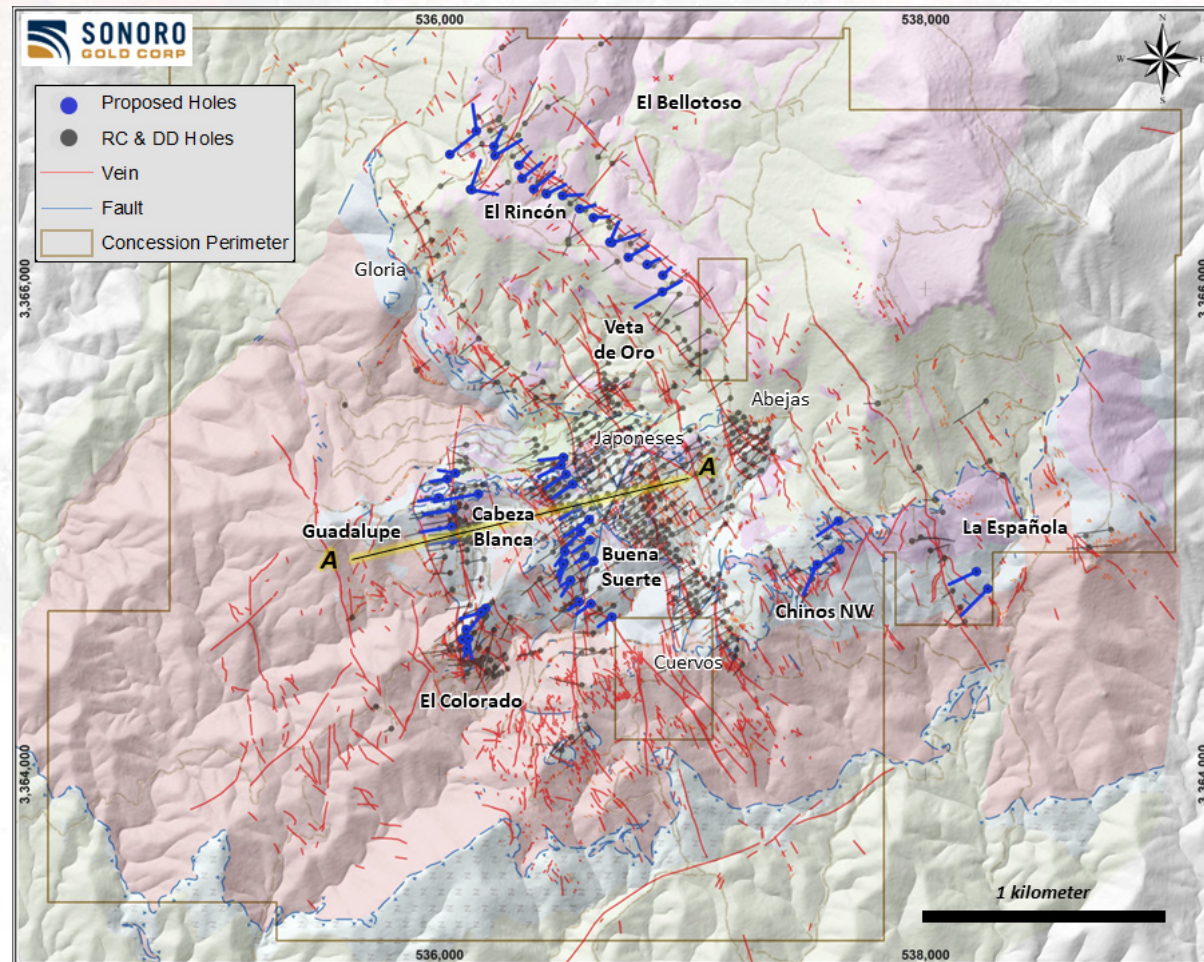 SONORO
GOLD CORP
536,000
538,000
N
W
E
S
Proposed Holes
RC & DD Holes
Vein
Fault
Concession Perimeter
El Bellotoso
El Rincón
Gloria
3,366,000
3,366,000
Veta
de Oro
Abejas
Japoneses
A
Guadalupe
Cabeza
Blanca
A
La Española
Buena
Suerte
Chinos NW
Cuervos
El Colorado
3,364,000
3,364,000
1 kilometer
536,000
538,000